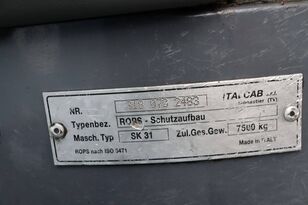 ITALCAB s.r.l.
NR.
Typenbez. ROPS - Schutzaufbau
Masch. Typ SK 31 Zul. Ges. Gew. 7500 kg
ROPS nach ISO 3471 Made in ITALY